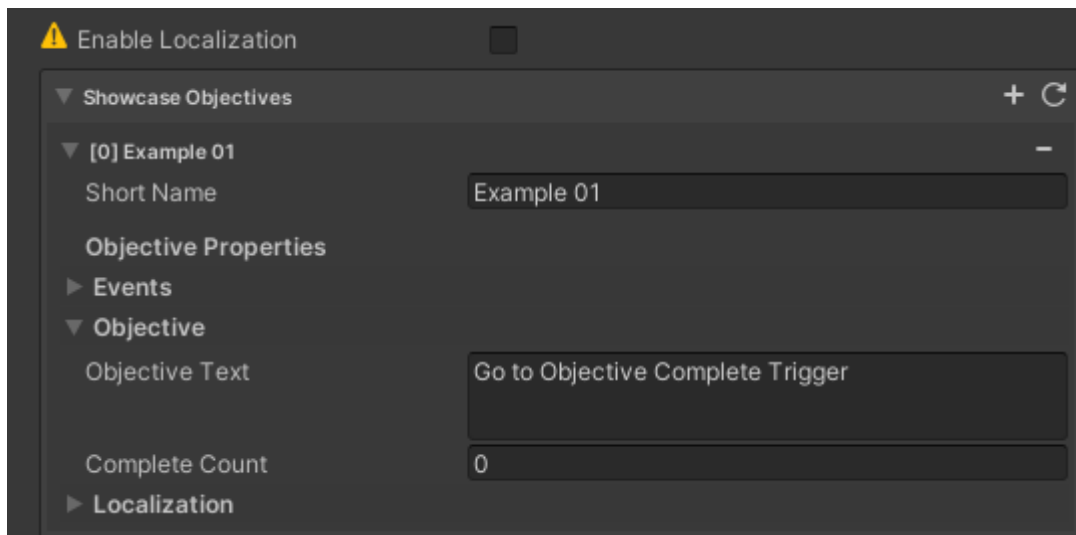 Enable Localization
Showcase Objectives
[0] Example 01
Short Name Example 01
Objective Properties
Events
Objective
Objective Text Go to Objective Complete Trigger
Complete Count 0
Localization